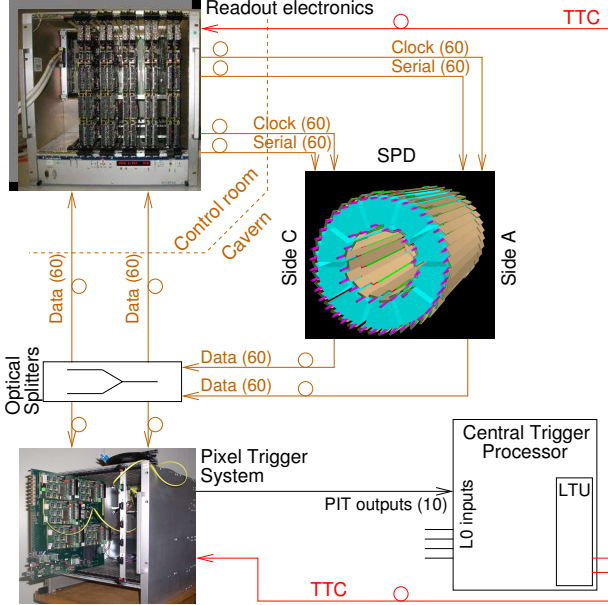 Readout electronics
TTC
Clock (60)
Serial (60)
Clock (60)
Serial (60)
SPD
Control room
Cavern
Side C
Side A
Data (60)
Data (60)
Data (60)
Data (60)
Optical
Splitters
Pixel Trigger
System
PIT outputs (10)
Central Trigger
Processor
LTU
L0 inputs
TTC